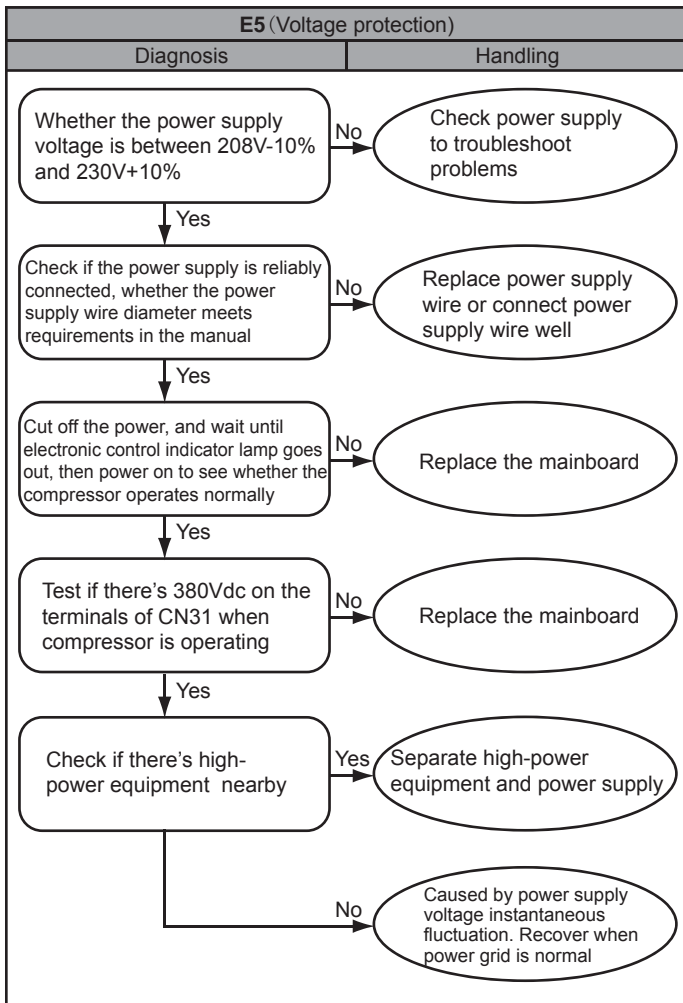 E5 (Voltage protection)
Diagnosis
Handling
Whether the power supply
voltage is between 208V-10%
and 230V+10%
No
Check power supply
to troubleshoot
problems
Yes
Check if the power supply is reliably
connected, whether the power
supply wire diameter meets
requirements in the manual
No
Replace power supply
wire or connect power
supply wire well
Yes
Cut off the power, and wait until
electronic control indicator lamp goes
out, then power on to see whether the
compressor operates normally
No
Replace the mainboard
Yes
Test if there's 380Vdc on the
terminals of CN31 when
compressor is operating
No
Replace the mainboard
Yes
Check if there's high-
power equipment nearby
Yes
Separate high-power
equipment and power supply
No
Caused by power supply
voltage instantaneous
fluctuation. Recover when
power grid is normal